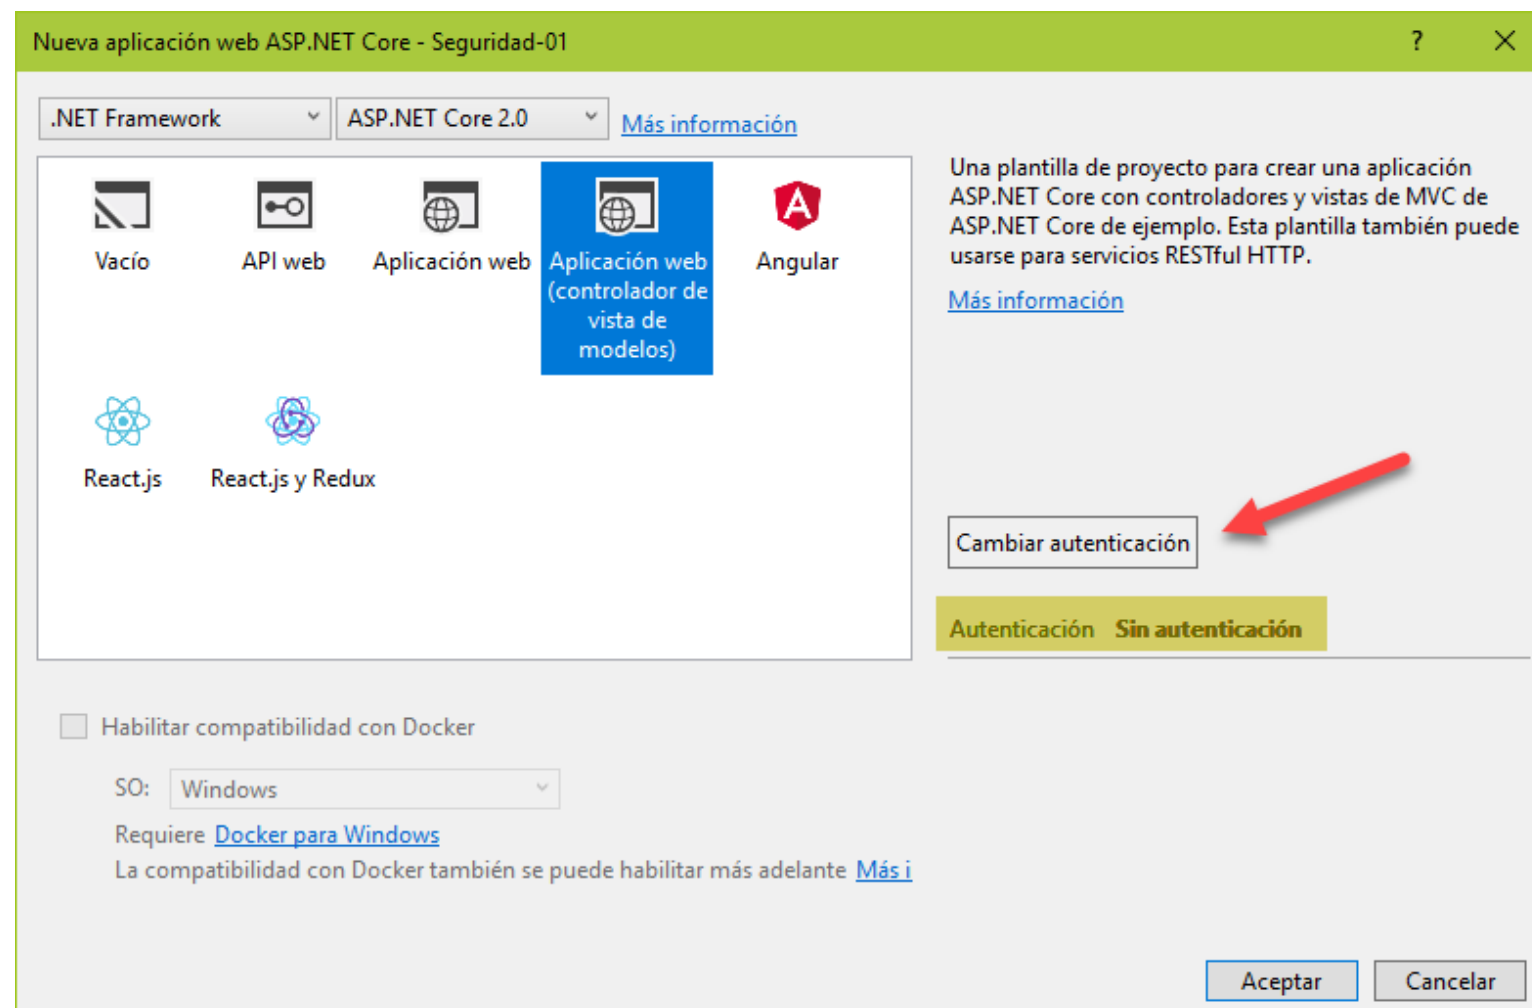 Nueva aplicación web ASP.NET Core - Seguridad-01
?
.NET Framework
ASP.NET Core 2.0
Más información
Vacío
API web
Aplicación web
Aplicación web
(controlador de
vista de
modelos)
Angular
React.js
React.js y Redux
Una plantilla de proyecto para crear una aplicación
ASP.NET Core con controladores y vistas de MVC de
ASP.NET Core de ejemplo. Esta plantilla también puede
usarse para servicios RESTful HTTP.
Más información
Cambiar autenticación
Autenticación Sin autenticación
Habilitar compatibilidad con Docker
SO: Windows
Requiere Docker para Windows
La compatibilidad con Docker también se puede habilitar más adelante Más i
Aceptar
Cancelar